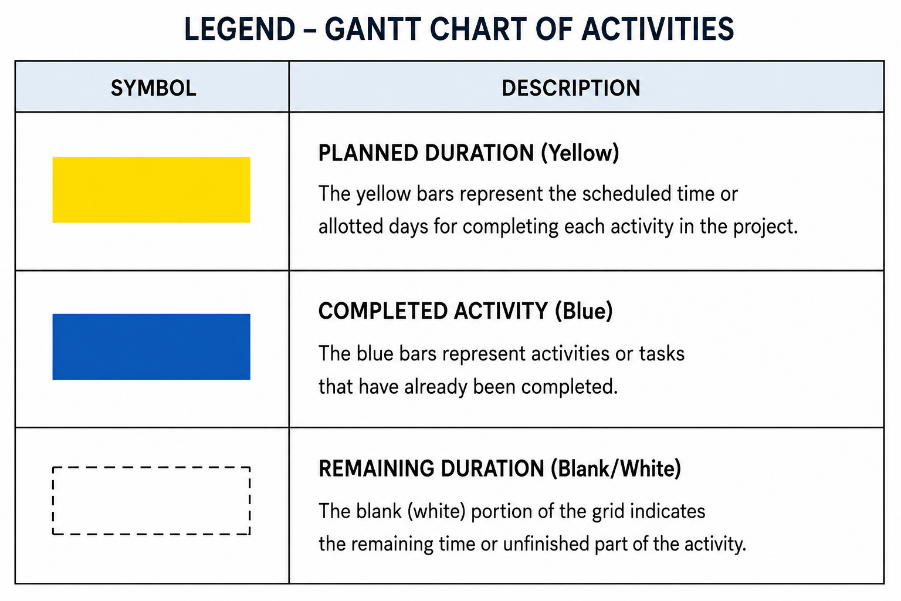 LEGEND – GANTT CHART OF ACTIVITIES
SYMBOL
DESCRIPTION
PLANNED DURATION (Yellow)
The yellow bars represent the scheduled time or
allotted days for completing each activity in the project.
COMPLETED ACTIVITY (Blue)
The blue bars represent activities or tasks
that have already been completed.
REMAINING DURATION (Blank/White)
The blank (white) portion of the grid indicates
the remaining time or unfinished part of the activity.